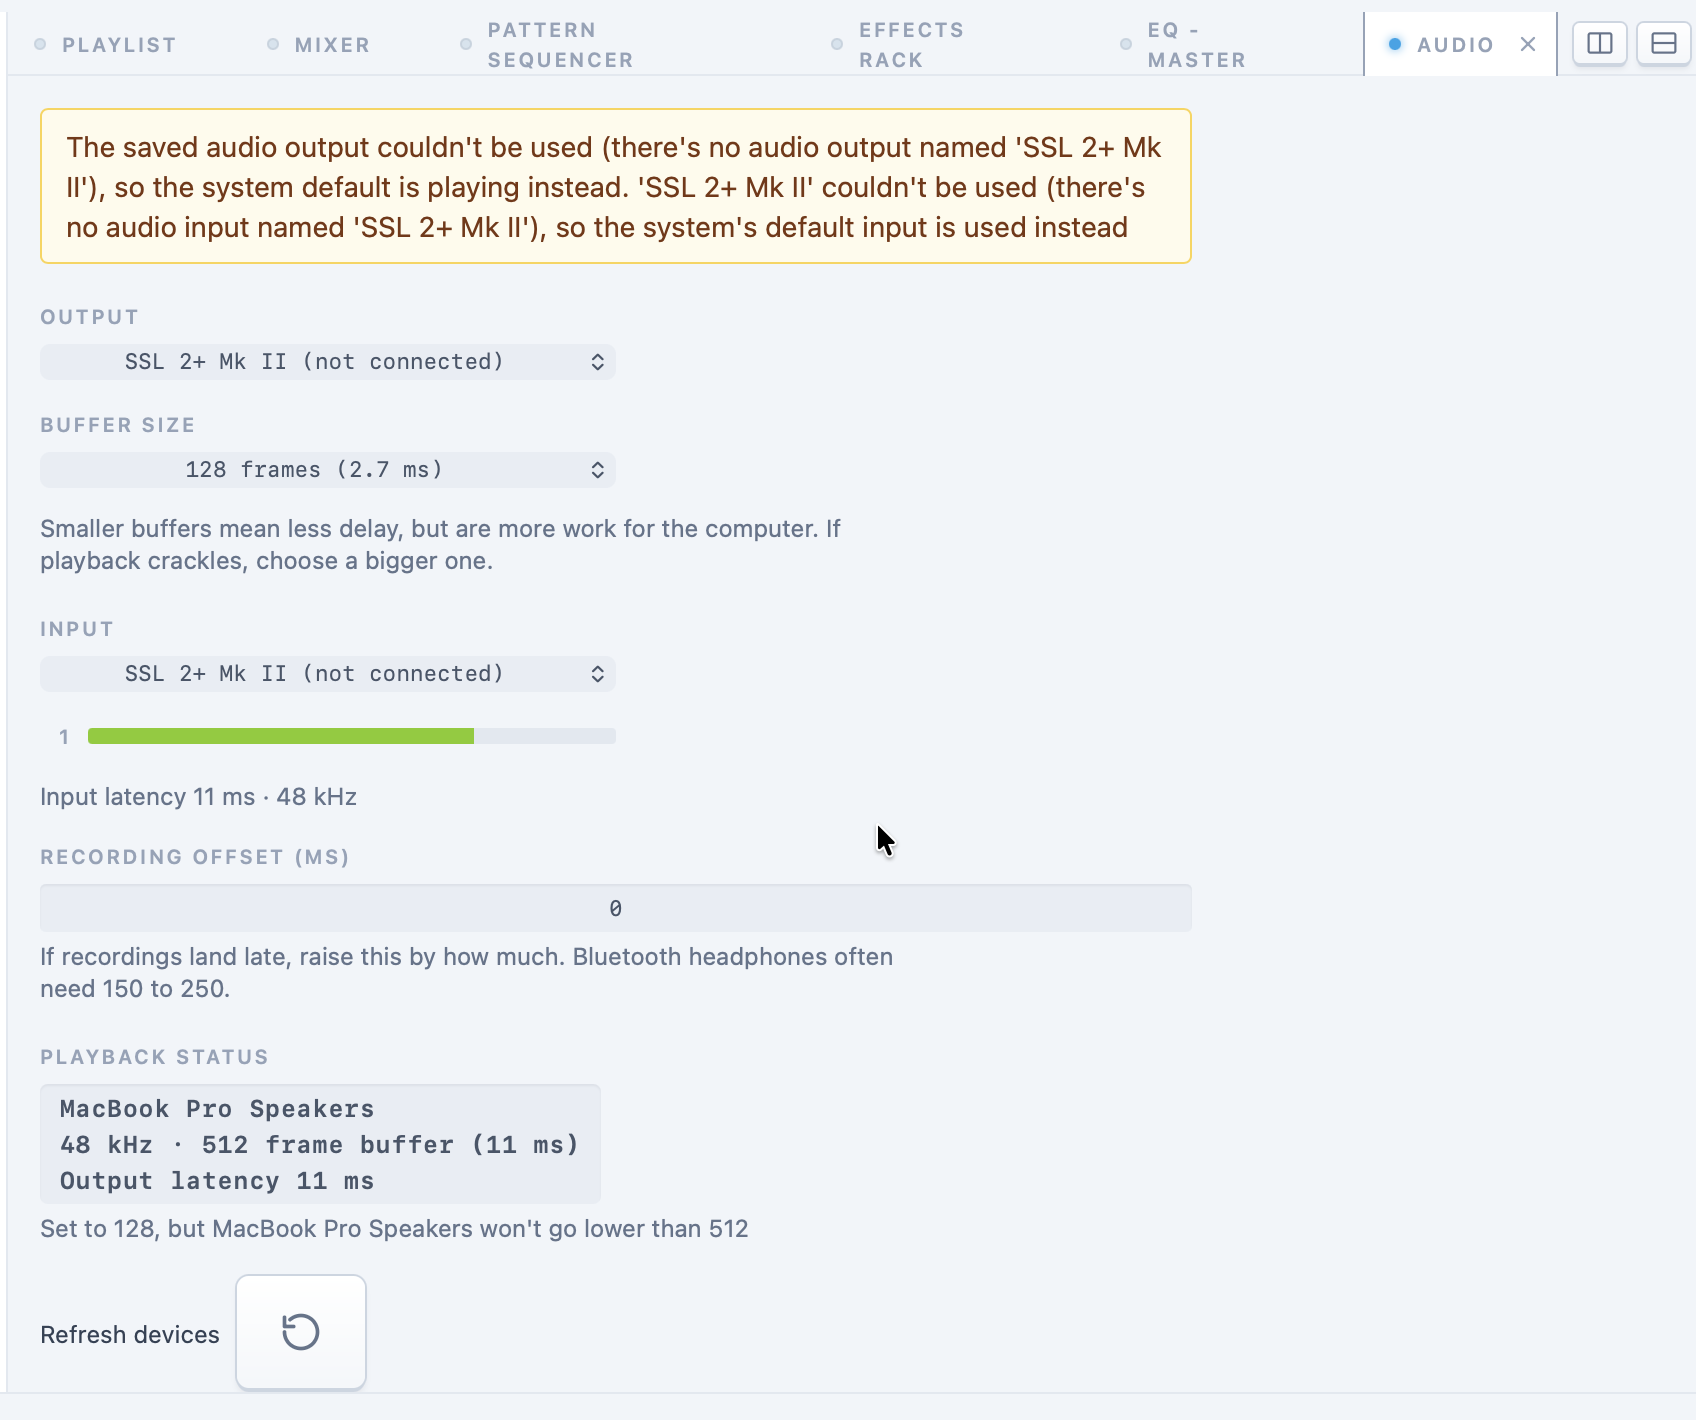 PLAYLIST
MIXER
PATTERN
SEQUENCER
EFFECTS
RACK
EQ -
MASTER
AUDIO
The saved audio output couldn't be used (there's no audio output named 'SSL 2+ Mk
II'), so the system default is playing instead. 'SSL 2+ Mk II' couldn't be used (there's
no audio input named 'SSL 2+ Mk II'), so the system's default input is used instead
OUTPUT
SSL 2+ Mk II (not connected)
BUFFER SIZE
128 frames (2.7 ms)
Smaller buffers mean less delay, but are more work for the computer. If
playback crackles, choose a bigger one.
INPUT
SSL 2+ Mk II (not connected)
1
Input latency 11 ms · 48 kHz
RECORDING OFFSET (MS)
0
If recordings land late, raise this by how much. Bluetooth headphones often
need 150 to 250.
PLAYBACK STATUS
MacBook Pro Speakers
48 kHz · 512 frame buffer (11 ms)
Output latency 11 ms
Set to 128, but MacBook Pro Speakers won't go lower than 512
Refresh devices